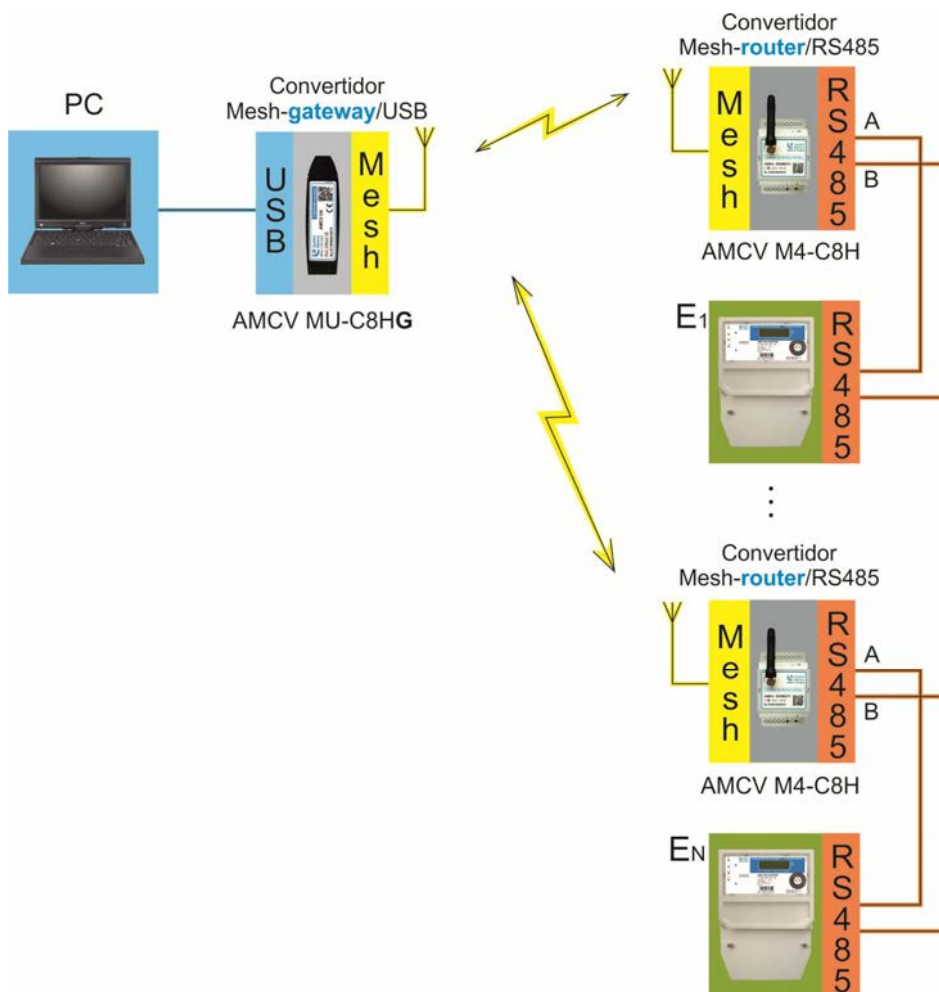 PC
Convertidor
Mesh-gateway/USB
USB
Mesh
AMCV MU-C8HG
Convertidor
Mesh-router/RS485
Mesh
RS485
A
B
AMCV M4-C8H
E1
RS485
⋮
Convertidor
Mesh-router/RS485
Mesh
RS485
A
B
AMCV M4-C8H
EN
RS485